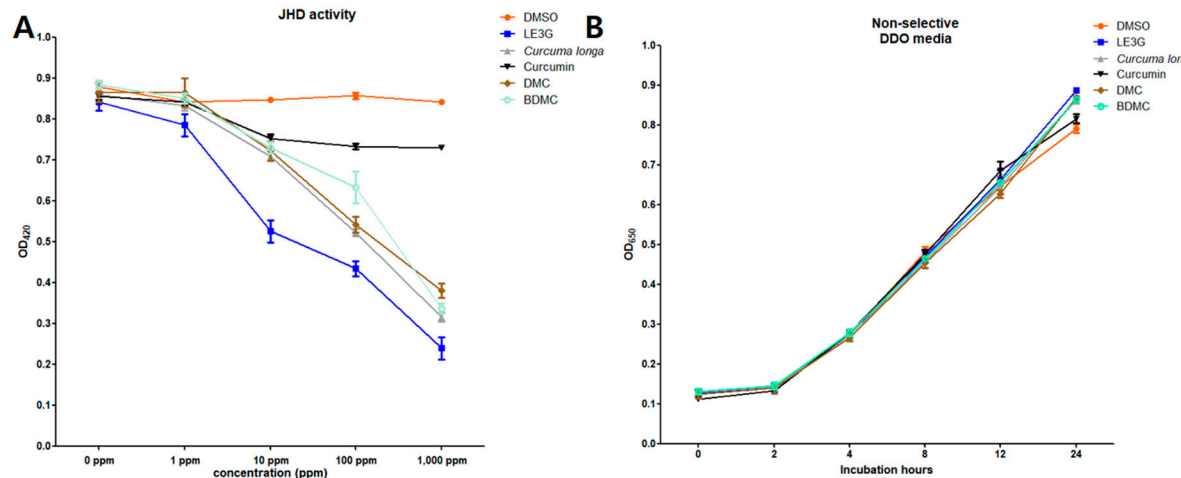 A
JHD activity
DMSO
LE3G
Curcuma longa
Curcumin
DMC
BDMC
1.0
0.9
0.8
0.7
0.6
0.5
0.4
0.3
0.2
0.1
0.0
OD420
0 ppm
1 ppm
10 ppm
100 ppm
1,000 ppm
concentration (ppm)
B
Non-selective
DDO media
DMSO
LE3G
Curcuma lon
Curcumin
DMC
BDMC
1.0
0.9
0.8
0.7
0.6
0.5
0.4
0.3
0.2
0.1
0.0
OD650
0
2
4
8
12
24
Incubation hours